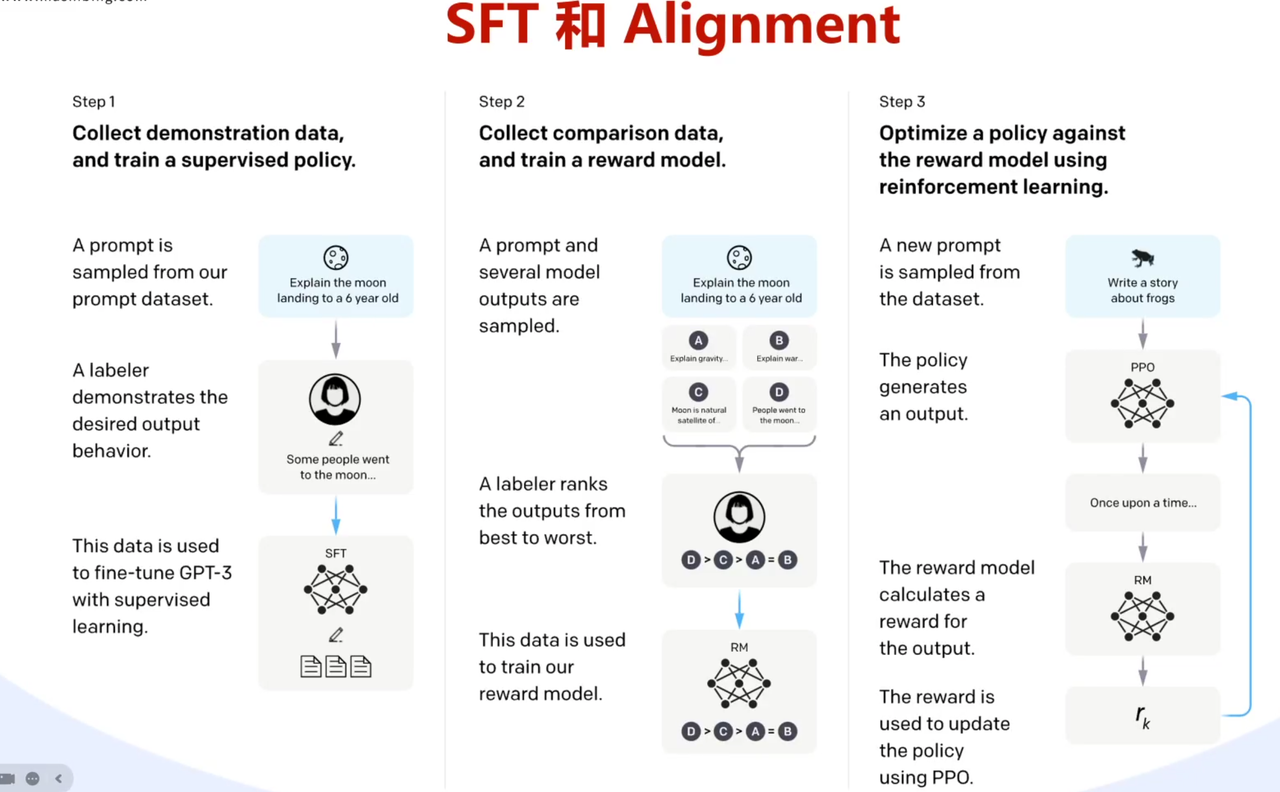 SFT 和 Alignment
Step 1
Collect demonstration data,
and train a supervised policy.
A prompt is
sampled from our
prompt dataset.
Explain the moon
landing to a 6 year old
A labeler
demonstrates the
desired output
behavior.
Some people went
to the moon...
This data is used
to fine-tune GPT-3
with supervised
learning.
SFT
Step 2
Collect comparison data,
and train a reward model.
A prompt and
several model
outputs are
sampled.
Explain the moon
landing to a 6 year old
A
Explain gravity...
B
Explain war...
C
Moon is natural
satellite of...
D
People went to
the moon...
A labeler ranks
the outputs from
best to worst.
D > C > A = B
This data is used
to train our
reward model.
RM
D > C > A = B
Step 3
Optimize a policy against
the reward model using
reinforcement learning.
A new prompt
is sampled from
the dataset.
Write a story
about frogs
The policy
generates
an output.
PPO
Once upon a time...
The reward model
calculates a
reward for
the output.
RM
The reward is
used to update
the policy
using PPO.
rk